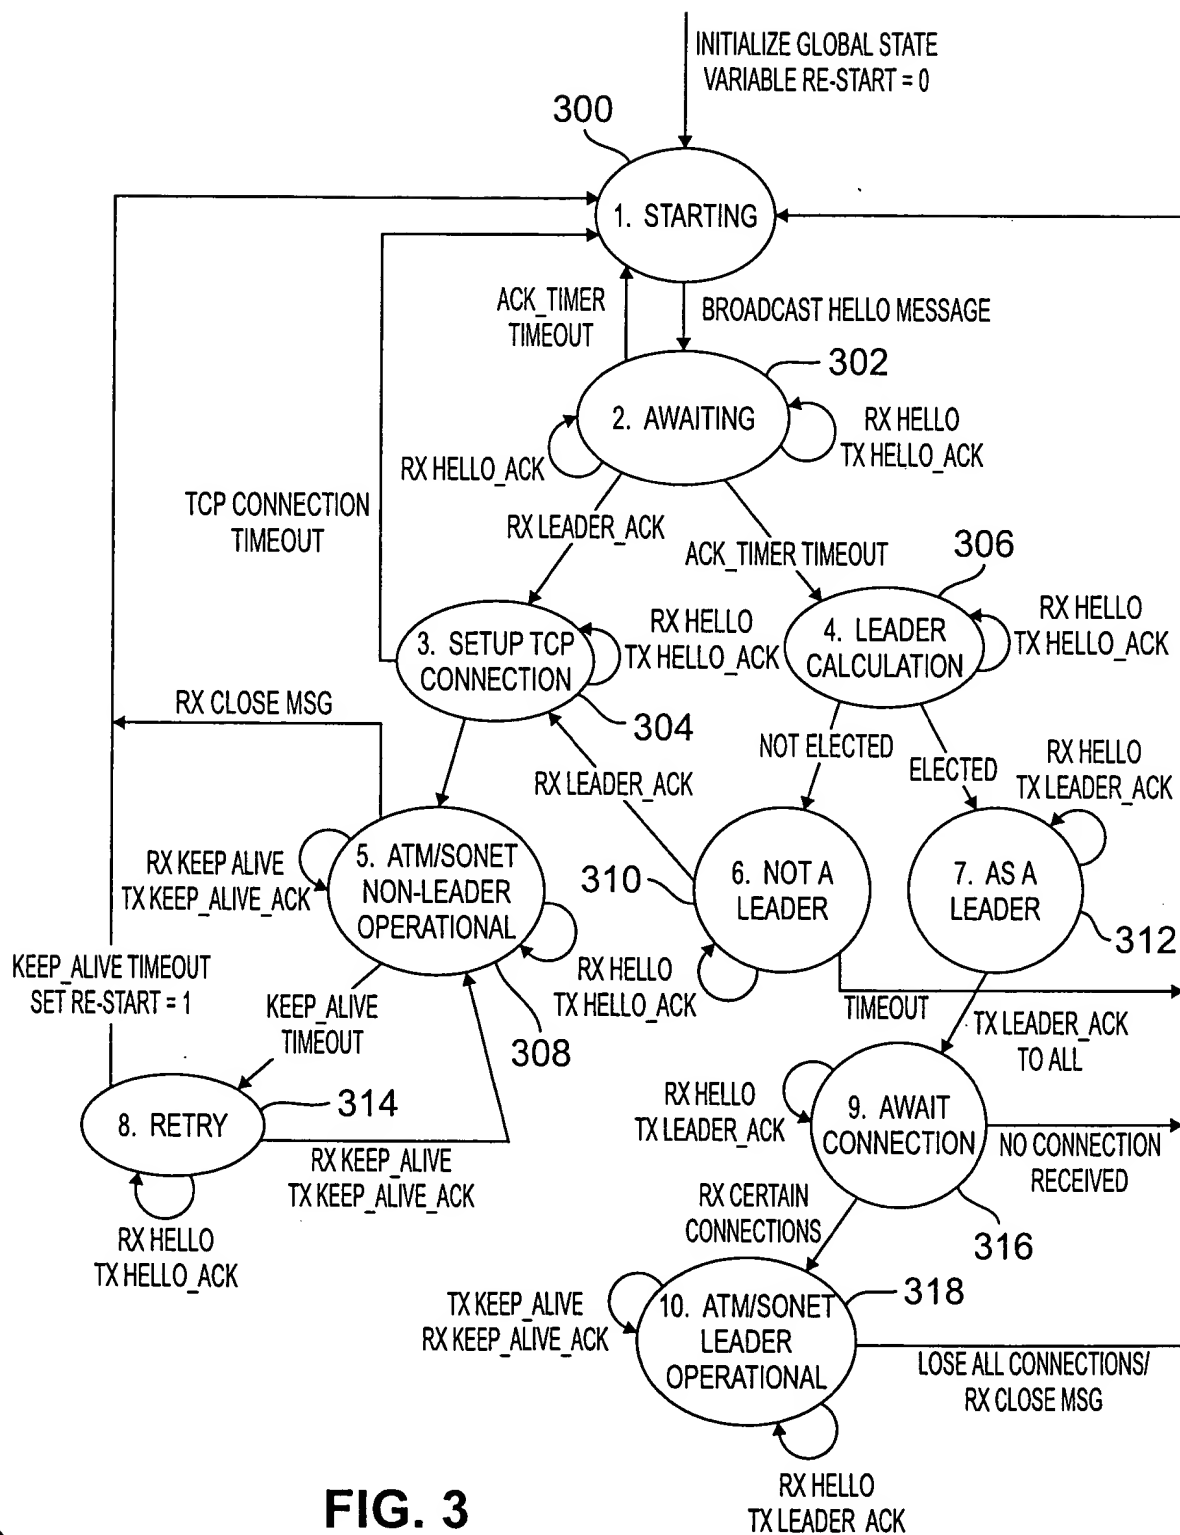 INITIALIZE GLOBAL STATE
VARIABLE RE-START = 0
300
1. STARTING
ACK_TIMER
TIMEOUT
BROADCAST HELLO MESSAGE
302
2. AWAITING
RX HELLO
TX HELLO_ACK
RX HELLO_ACK
TCP CONNECTION
TIMEOUT
RX LEADER_ACK
ACK_TIMER TIMEOUT
306
3. SETUP TCP
CONNECTION
RX HELLO
TX HELLO_ACK
4. LEADER
CALCULATION
RX HELLO
TX HELLO_ACK
RX CLOSE MSG
304
NOT ELECTED
ELECTED
RX HELLO
TX LEADER_ACK
RX LEADER_ACK
RX KEEP ALIVE
TX KEEP_ALIVE_ACK
5. ATM/SONET
NON-LEADER
OPERATIONAL
310
6. NOT A
LEADER
7. AS A
LEADER
312
KEEP_ALIVE TIMEOUT
SET RE-START = 1
KEEP_ALIVE
TIMEOUT
RX HELLO
TX HELLO_ACK
308
TIMEOUT
TX LEADER_ACK
TO ALL
8. RETRY
314
RX KEEP_ALIVE
TX KEEP_ALIVE_ACK
RX HELLO
TX LEADER_ACK
9. AWAIT
CONNECTION
NO CONNECTION
RECEIVED
RX HELLO
TX HELLO_ACK
RX CERTAIN
CONNECTIONS
316
318
TX KEEP_ALIVE
RX KEEP_ALIVE_ACK
10. ATM/SONET
LEADER
OPERATIONAL
LOSE ALL CONNECTIONS/
RX CLOSE MSG
RX HELLO
TX LEADER ACK
FIG. 3